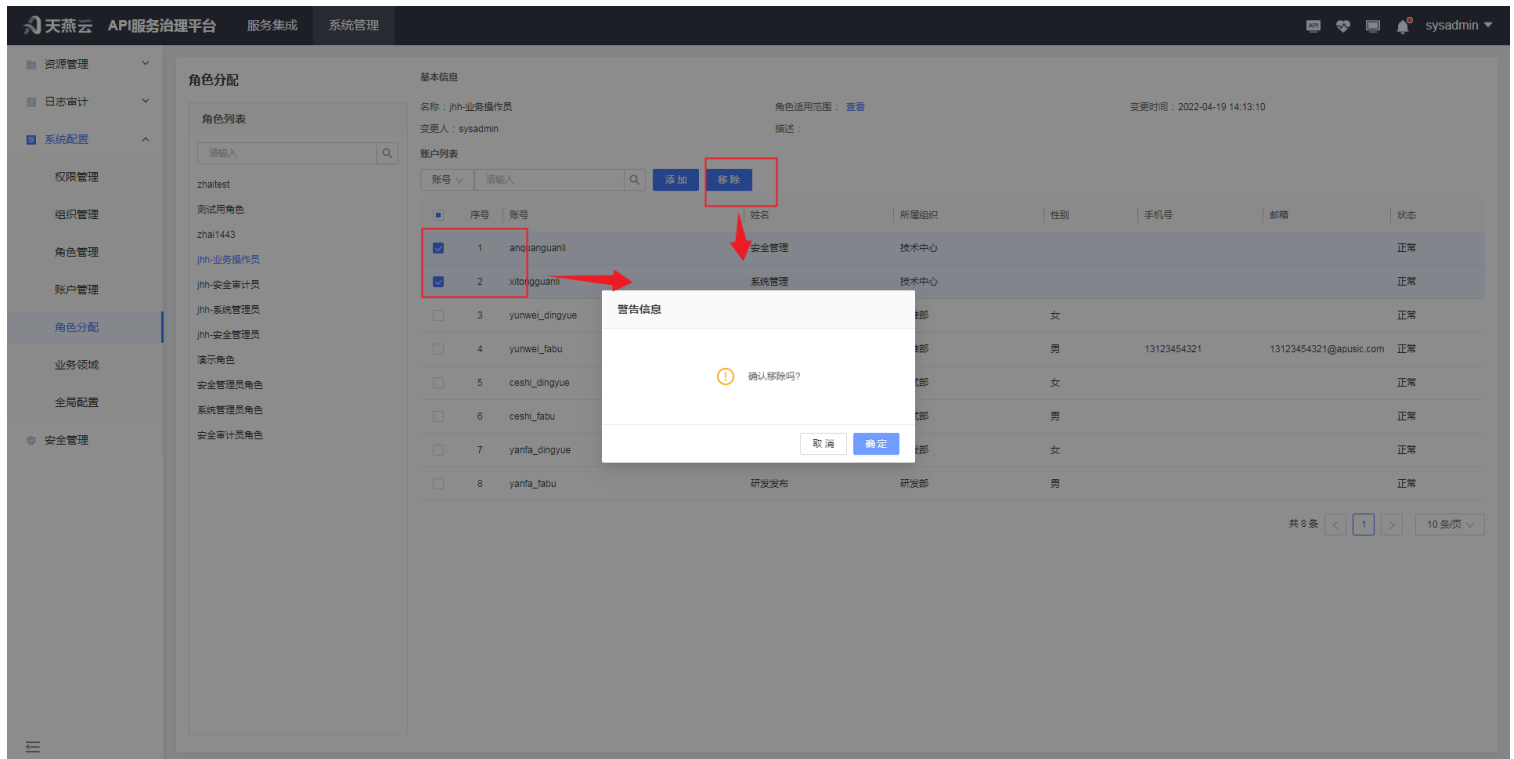 天燕云 API服务治理平台 服务集成 系统管理 API sysadmin
资源管理
日志审计
系统配置
权限管理
组织管理
角色管理
账户管理
角色分配
业务领域
全局配置
安全管理
角色分配
角色列表
请输入
zhaitest
测试用角色
zhai1443
jhh-业务操作员
jhh-安全审计员
jhh-系统管理员
jhh-安全管理员
演示角色
安全管理员角色
系统管理员角色
安全审计员角色
基本信息
名称：jhh-业务操作员 角色适用范围：查看 变更时间：2022-04-19 14:13:10
变更人：sysadmin 描述：
账户列表
账号 请输入 添加 移除
序号 账号 姓名 所属组织 性别 手机号 邮箱 状态
1 anquanguanli 安全管理 技术中心 正常
2 xitongguanli 系统管理 技术中心 正常
3 yunwei_dingyue 部 女 正常
4 yunwei_fabu 部 男 13123454321 13123454321@apusic.com 正常
5 ceshi_dingyue 部 女 正常
6 ceshi_fabu 部 男 正常
7 yanfa_dingyue 部 女 正常
8 yanfa_fabu 研发发布 研发部 男 正常
共 8 条 1 10 条/页
警告信息
确认移除吗?
取消 确定